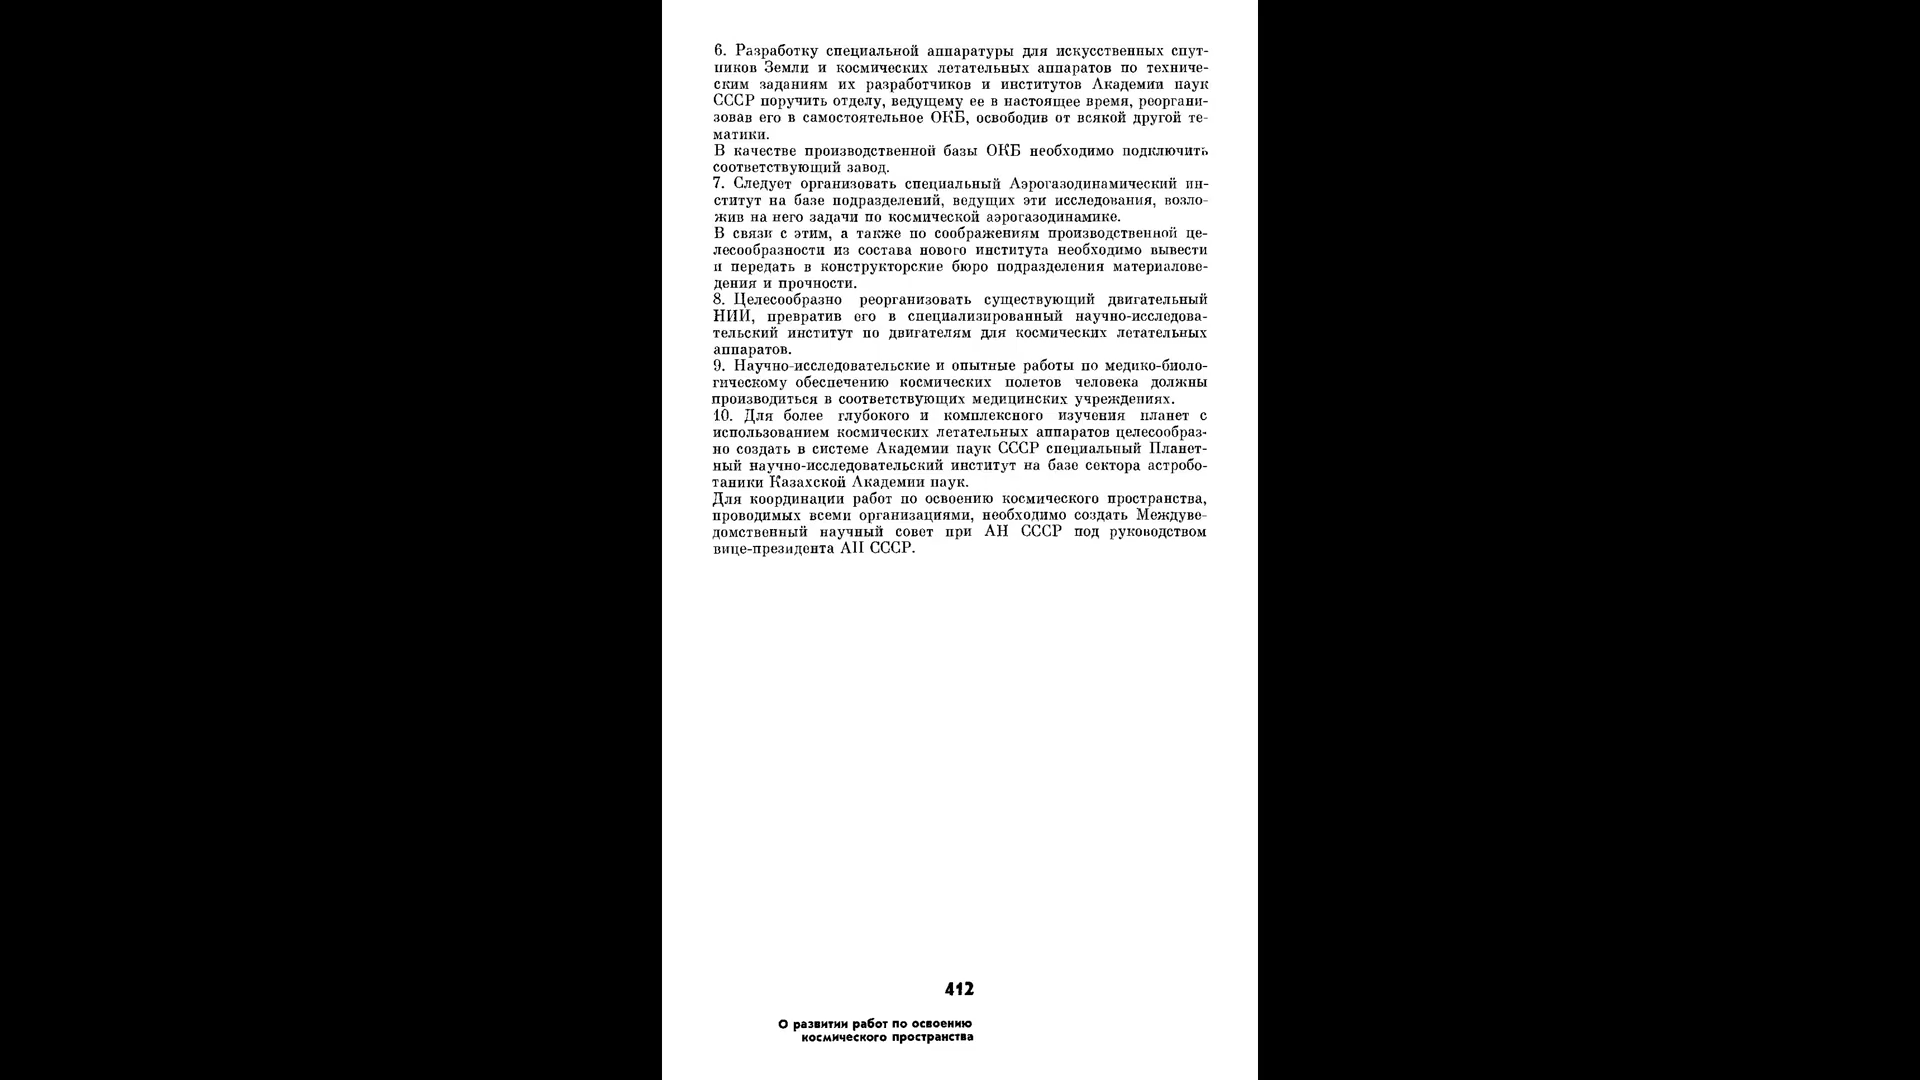 6. Разработку специальной аппаратуры для искусственных спут-
ников Земли и космических летательных аппаратов по техниче-
ским заданиям их разработчиков и институтов Академии наук
СССР поручить отделу, ведущему ее в настоящее время, реоргани-
зовав его в самостоятельное ОКБ, освободив от всякой другой те-
матики.
В качестве производственной базы ОКБ необходимо подключить
соответствующий завод.
7. Следует организовать специальный Аэрогазодинамический ин-
ститут на базе подразделений, ведущих эти исследования, возло-
жив на него задачи по космической аэрогазодинамике.
В связи с этим, а также по соображениям производственной це-
лесообразности из состава нового института необходимо вывести
и передать в конструкторские бюро подразделения материалове-
дения и прочности.
8. Целесообразно реорганизовать существующий двигательный
НИИ, превратив его в специализированный научно-исследова-
тельский институт по двигателям для космических летательных
аппаратов.
9. Научно-исследовательские и опытные работы по медико-биоло-
гическому обеспечению космических полетов человека должны
производиться в соответствующих медицинских учреждениях.
10. Для более глубокого и комплексного изучения планет с
использованием космических летательных аппаратов целесообраз-
но создать в системе Академии наук СССР специальный Планет-
ный научно-исследовательский институт на базе сектора астробо-
таники Казахской Академии наук.
Для координации работ по освоению космического пространства,
проводимых всеми организациями, необходимо создать Междуве-
домственный научный совет при АН СССР под руководством
вице-президента АН СССР.
412
О развитии работ по освоению
космического пространства